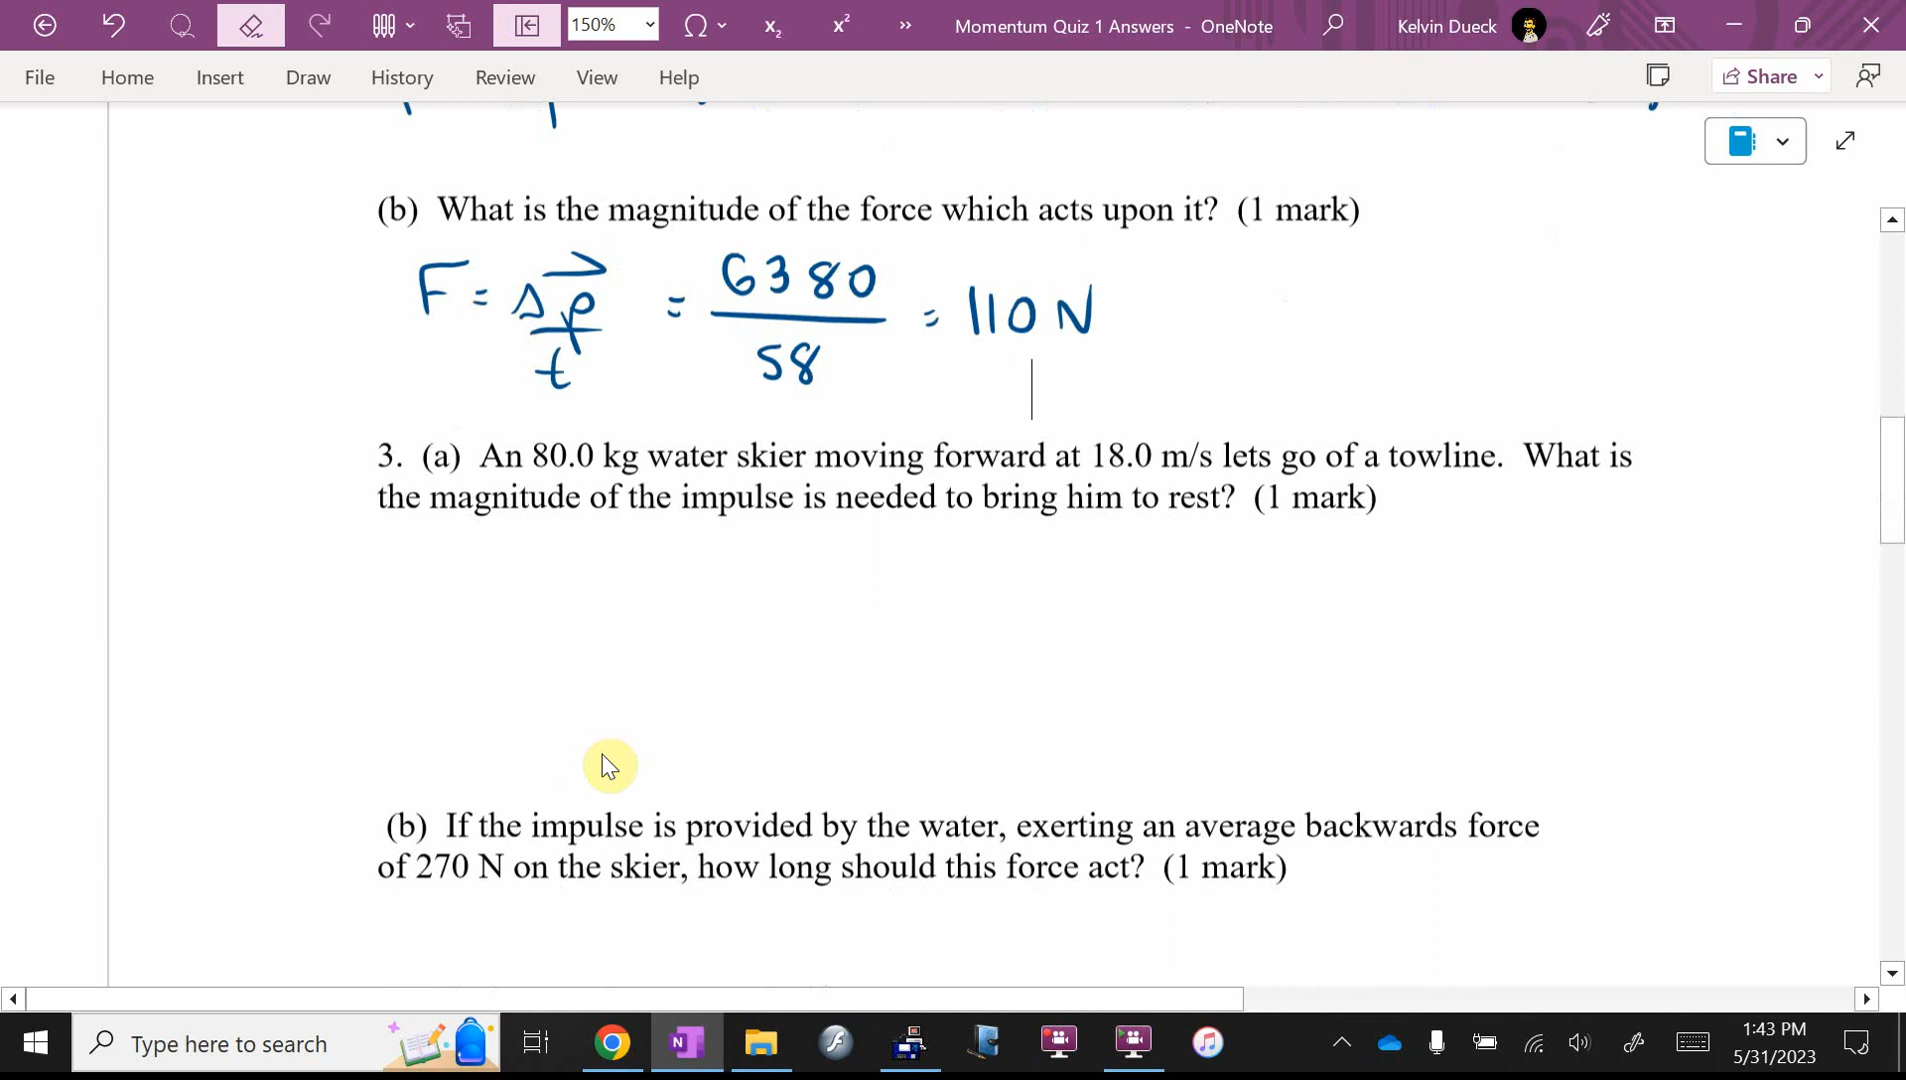 150%
Ω
x₂
x²
»
Momentum Quiz 1 Answers - OneNote
Kelvin Dueck
File
Home
Insert
Draw
History
Review
View
Help
Share
(b) What is the magnitude of the force which acts upon it? (1 mark)
F = Δp/t = 6380/58 = 110 N
3. (a) An 80.0 kg water skier moving forward at 18.0 m/s lets go of a towline. What is
the magnitude of the impulse is needed to bring him to rest? (1 mark)
(b) If the impulse is provided by the water, exerting an average backwards force
of 270 N on the skier, how long should this force act? (1 mark)
Type here to search
N
1:43 PM
5/31/2023